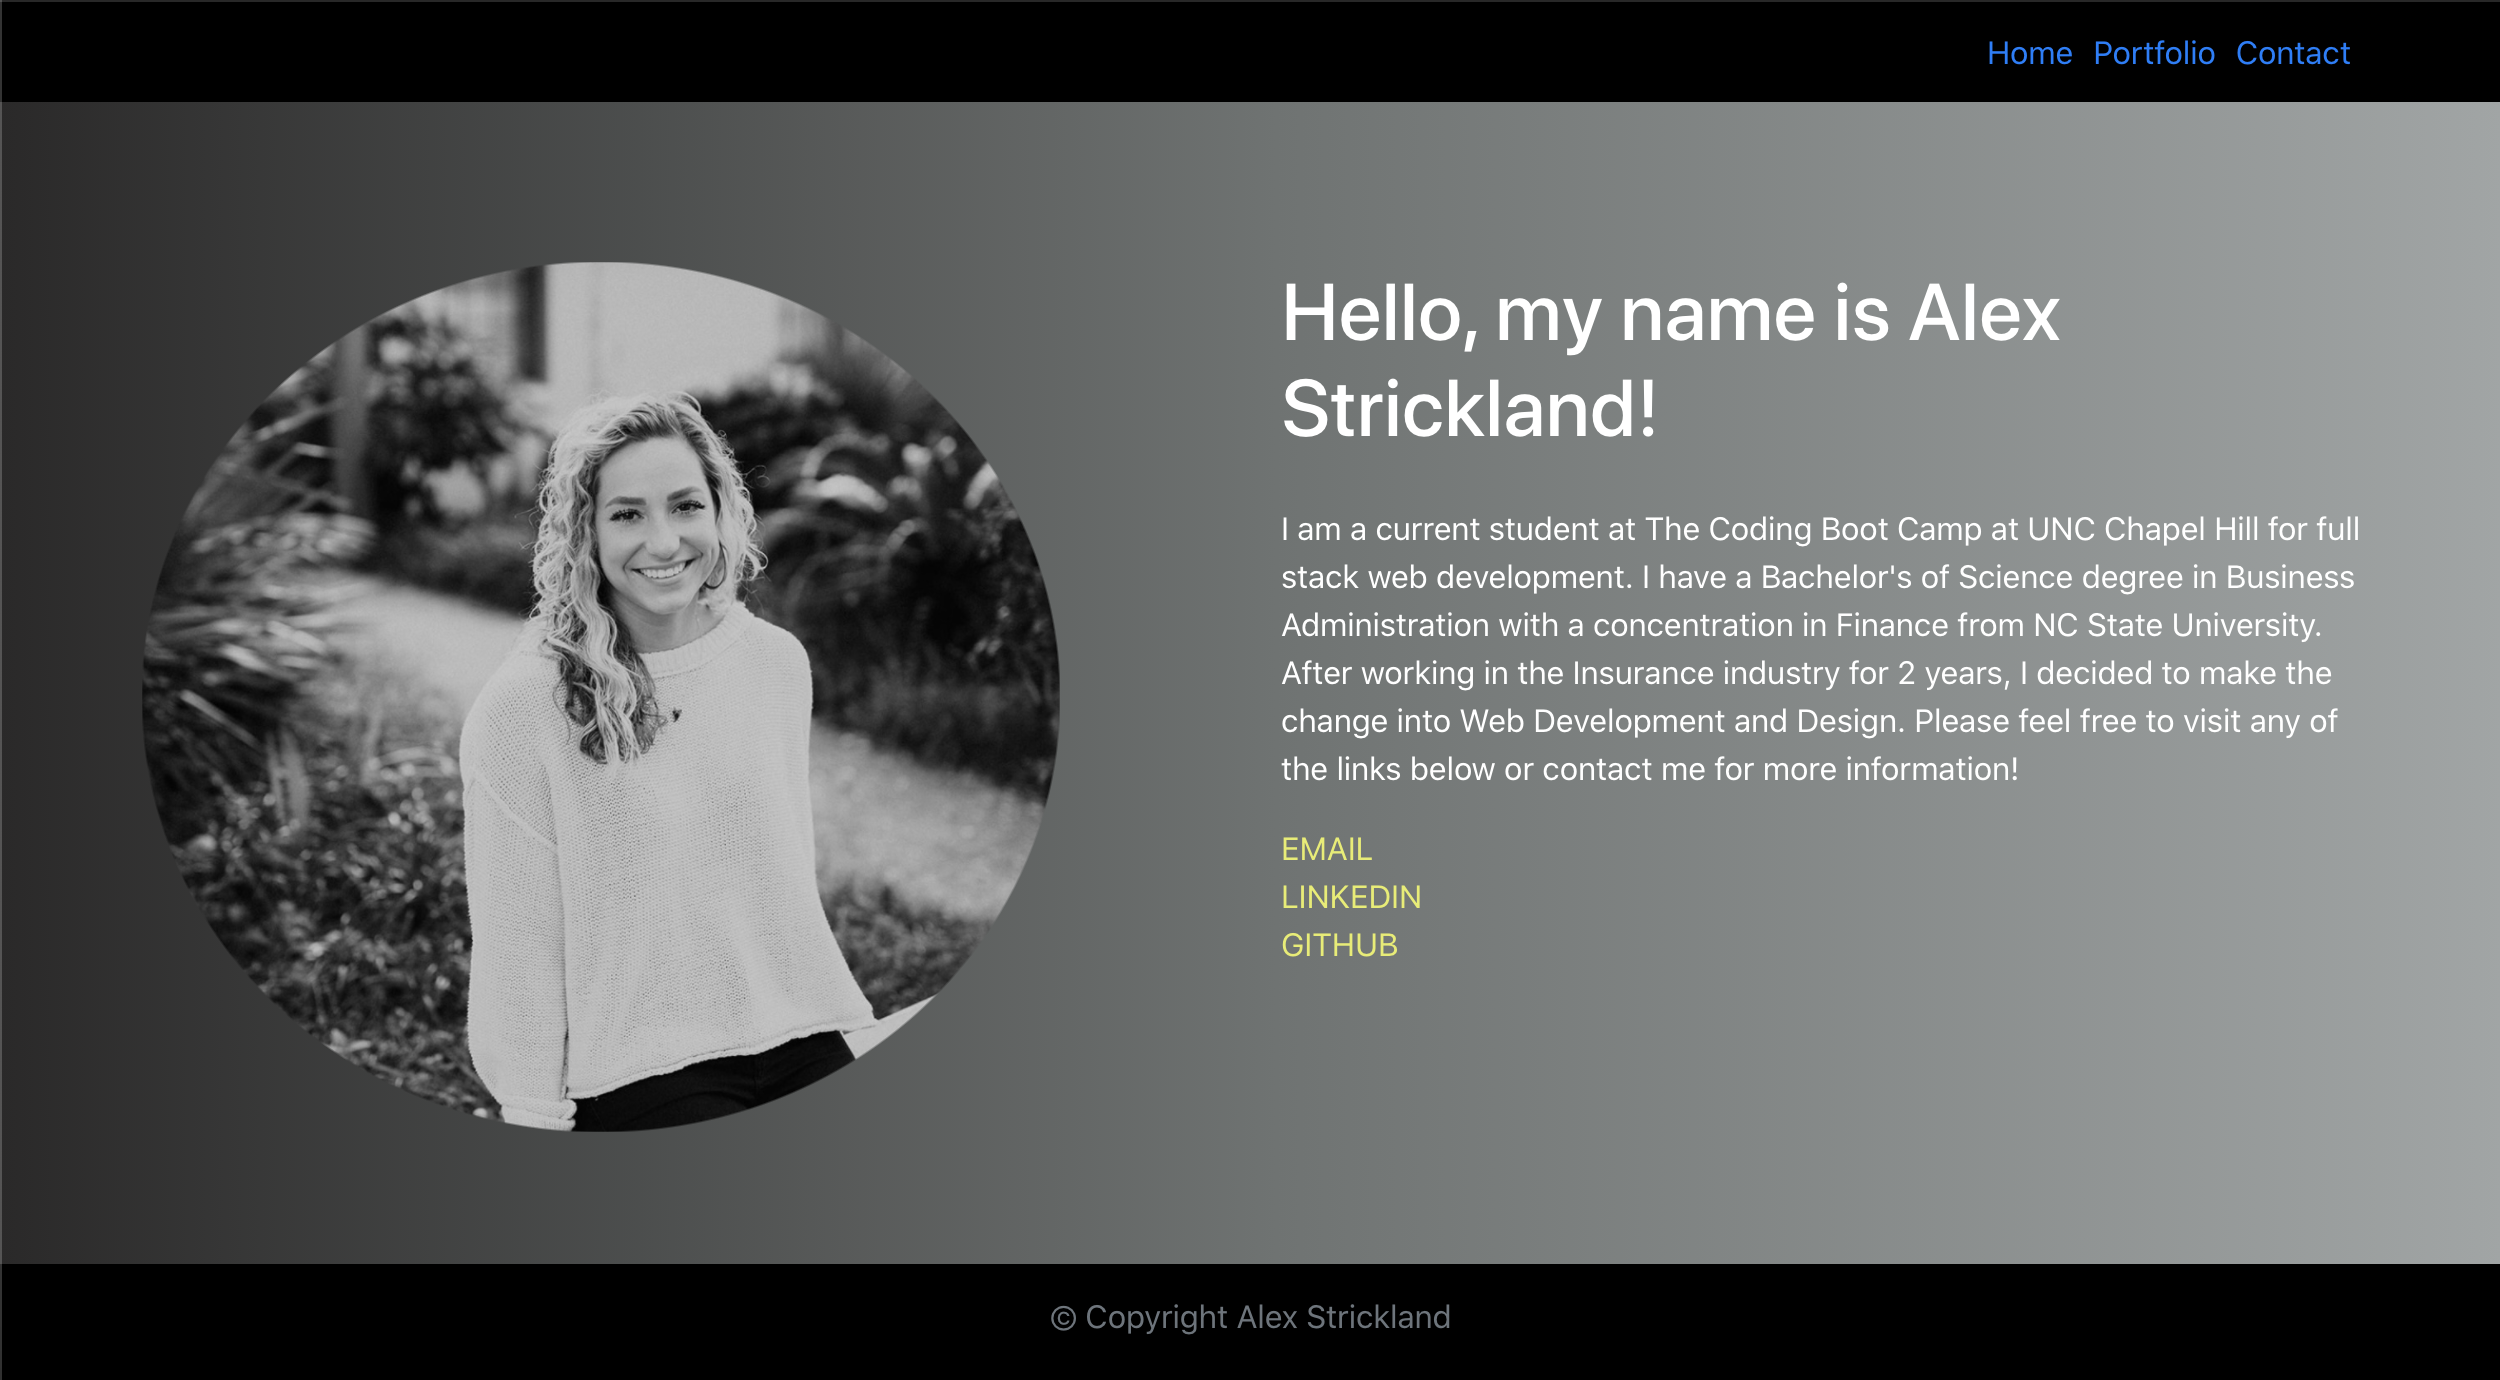 Home Portfolio Contact
Hello, my name is Alex
Strickland!
I am a current student at The Coding Boot Camp at UNC Chapel Hill for full
stack web development. I have a Bachelor's of Science degree in Business
Administration with a concentration in Finance from NC State University.
After working in the Insurance industry for 2 years, I decided to make the
change into Web Development and Design. Please feel free to visit any of
the links below or contact me for more information!
EMAIL
LINKEDIN
GITHUB
© Copyright Alex Strickland